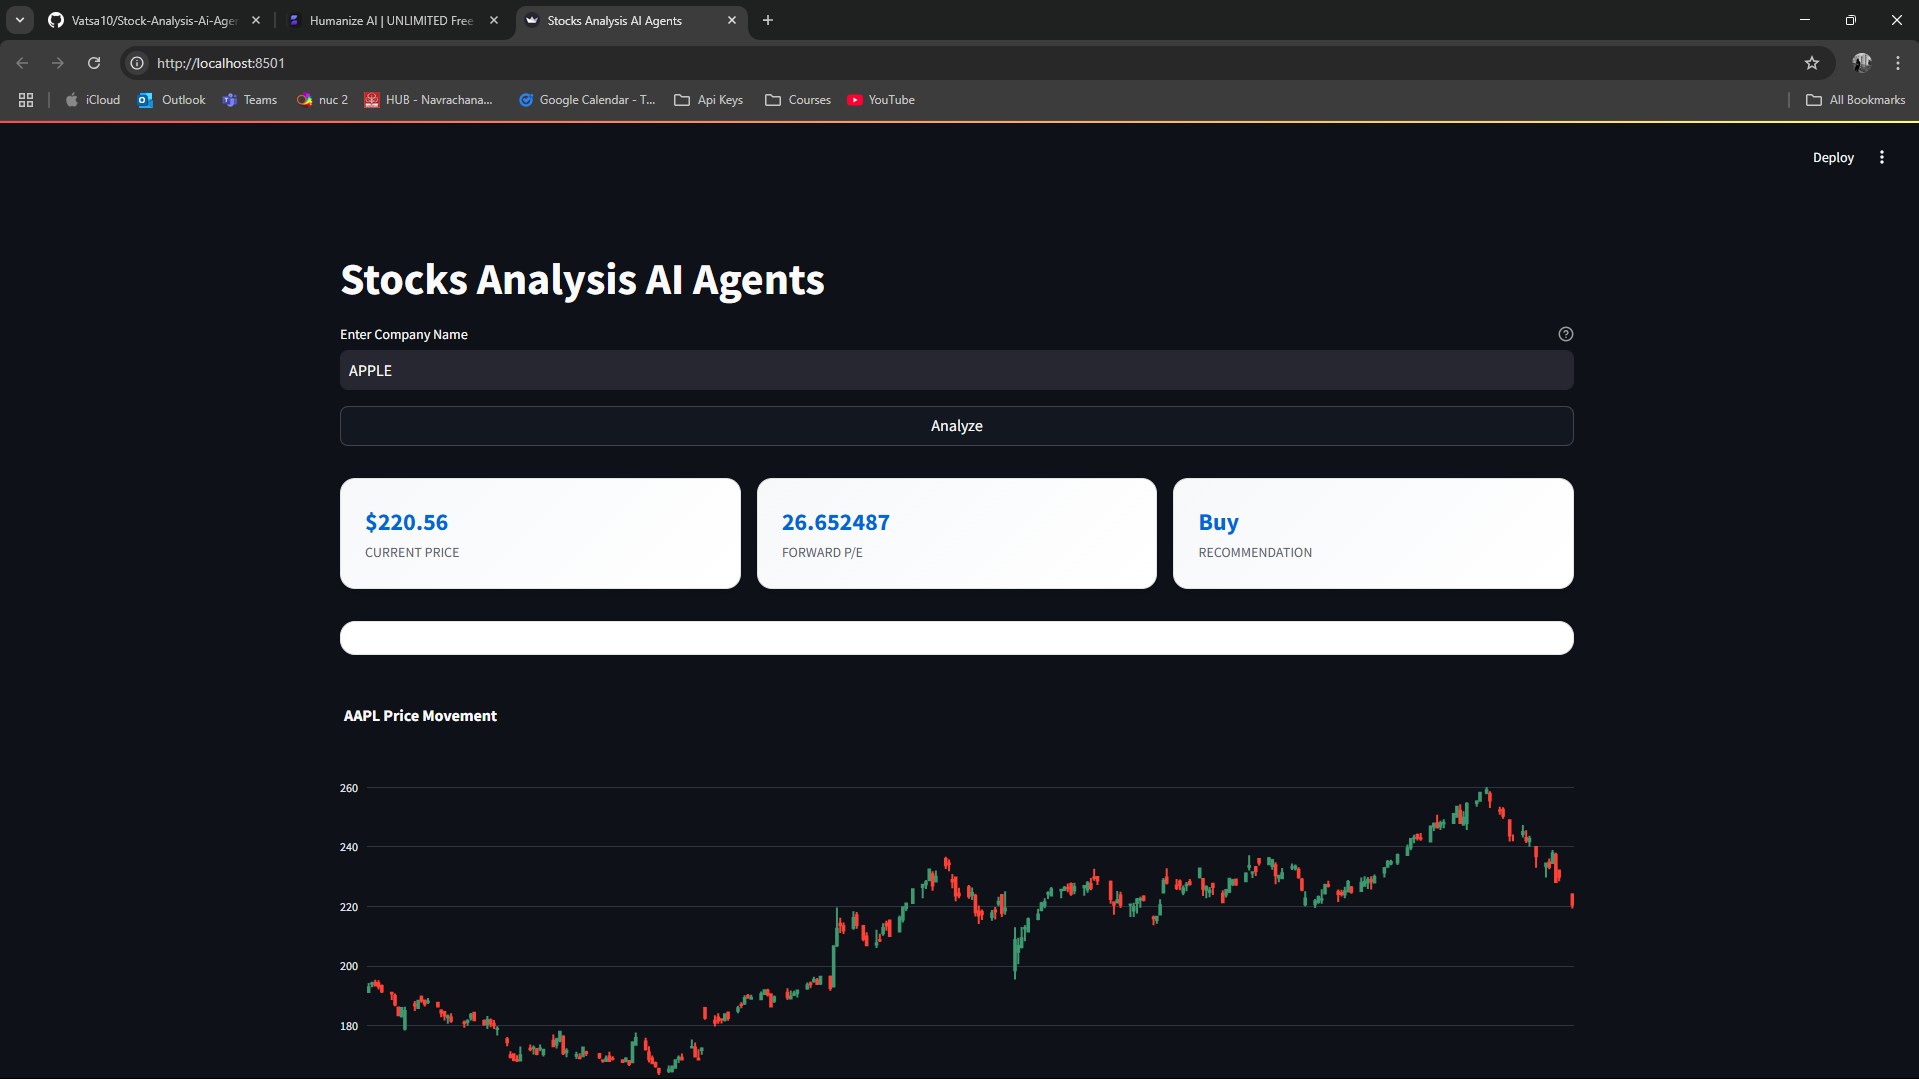 Vatsa10/Stock-Analysis-Ai-Ager
Humanize AI | UNLIMITED Free
Stocks Analysis AI Agents
http://localhost:8501
iCloud
Outlook
Teams
nuc 2
HUB - Navrachana...
Google Calendar - T...
Api Keys
Courses
YouTube
All Bookmarks
Deploy
Stocks Analysis AI Agents
Enter Company Name
APPLE
Analyze
$220.56
CURRENT PRICE
26.652487
FORWARD P/E
Buy
RECOMMENDATION
AAPL Price Movement
260
240
220
200
180